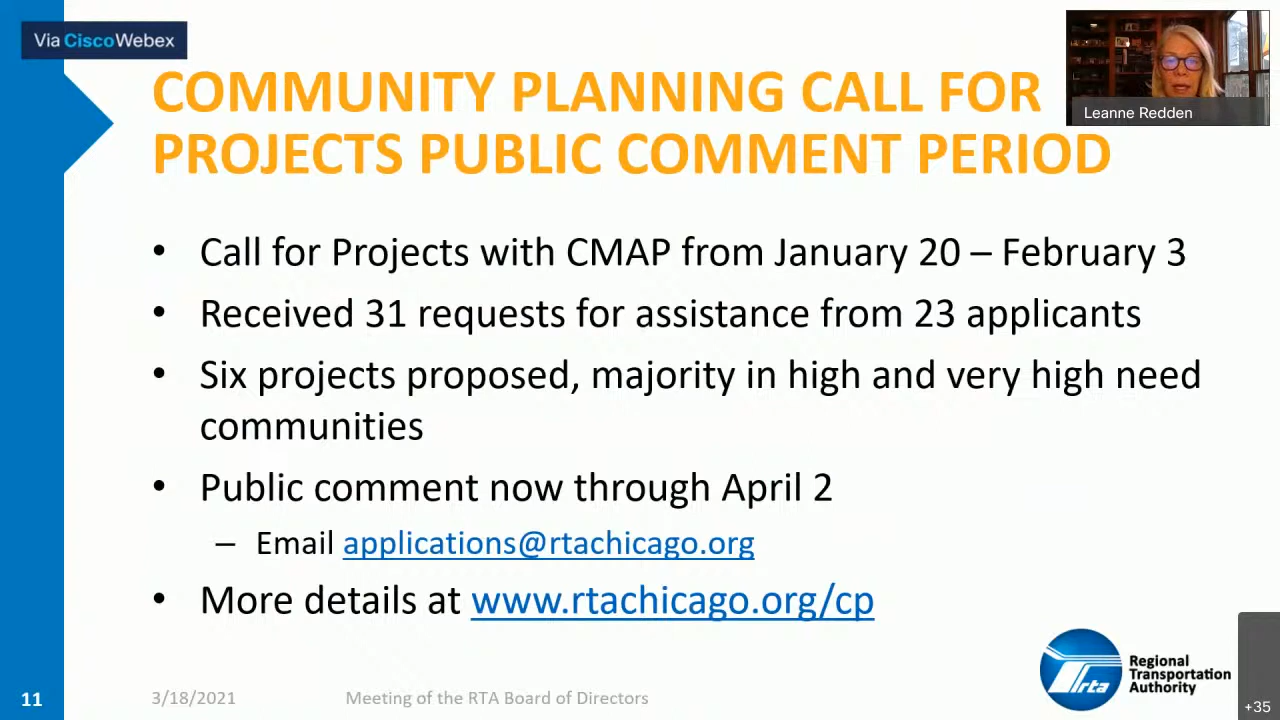 Via CiscoWebex
COMMUNITY PLANNING CALL FOR
PROJECTS PUBLIC COMMENT PERIOD
Leanne Redden
• Call for Projects with CMAP from January 20 – February 3
• Received 31 requests for assistance from 23 applicants
• Six projects proposed, majority in high and very high need
communities
• Public comment now through April 2
– Email applications@rtachicago.org
• More details at www.rtachicago.org/cp
rta
Regional
Transportation
Authority
11
3/18/2021
Meeting of the RTA Board of Directors
+35